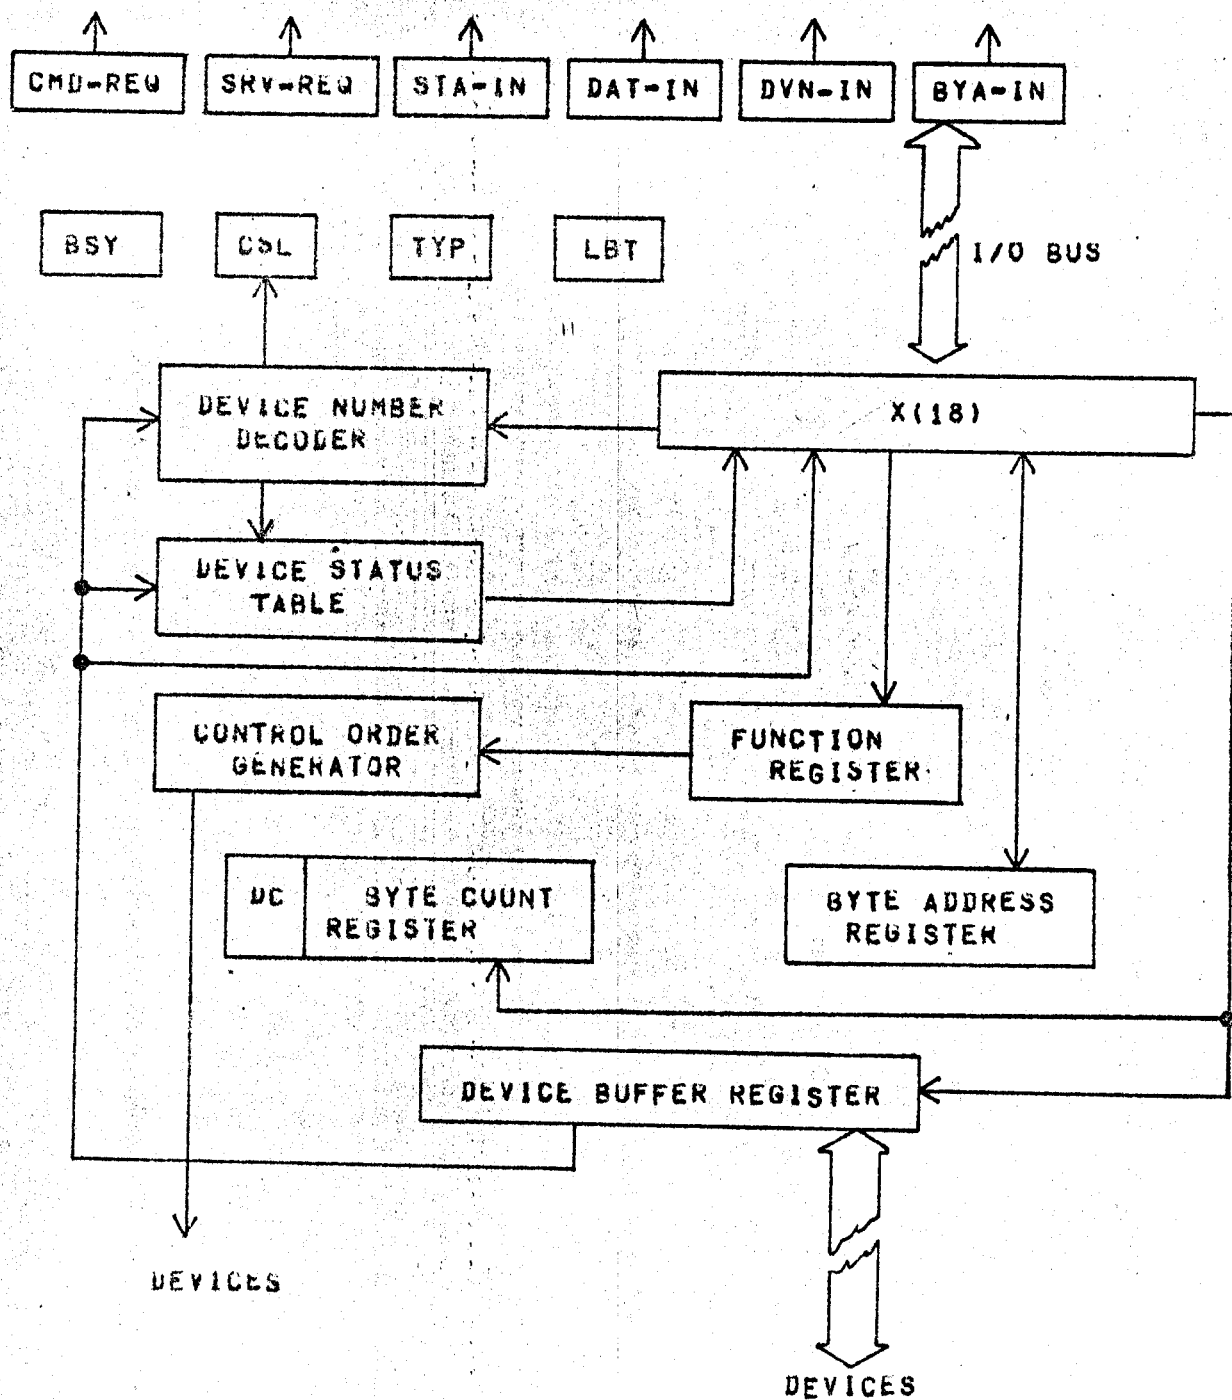 CMD-REQ
SRV-REQ
STA-IN
DAT-IN
DVN-IN
BYA-IN
BSY
CSL
TYP
LBT
I/O BUS
DEVICE NUMBER
DECODER
X(18)
DEVICE STATUS
TABLE
CONTROL ORDER
GENERATOR
FUNCTION
REGISTER
DC
BYTE COUNT
REGISTER
BYTE ADDRESS
REGISTER
DEVICE BUFFER REGISTER
DEVICES
DEVICES